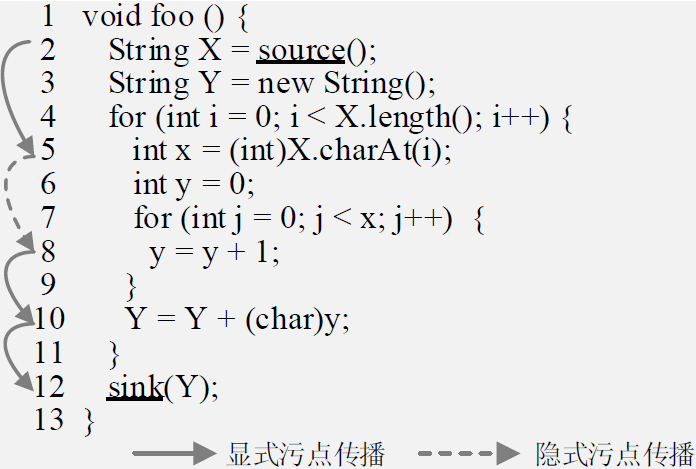 1 void foo () {
2 String X = source();
3 String Y = new String();
4 for (int i = 0; i < X.length(); i++) {
5 int x = (int)X.charAt(i);
6 int y = 0;
7 for (int j = 0; j < x; j++) {
8 y = y + 1;
9 }
10 Y = Y + (char)y;
11 }
12 sink(Y);
13 }
显式污点传播 隐式污点传播